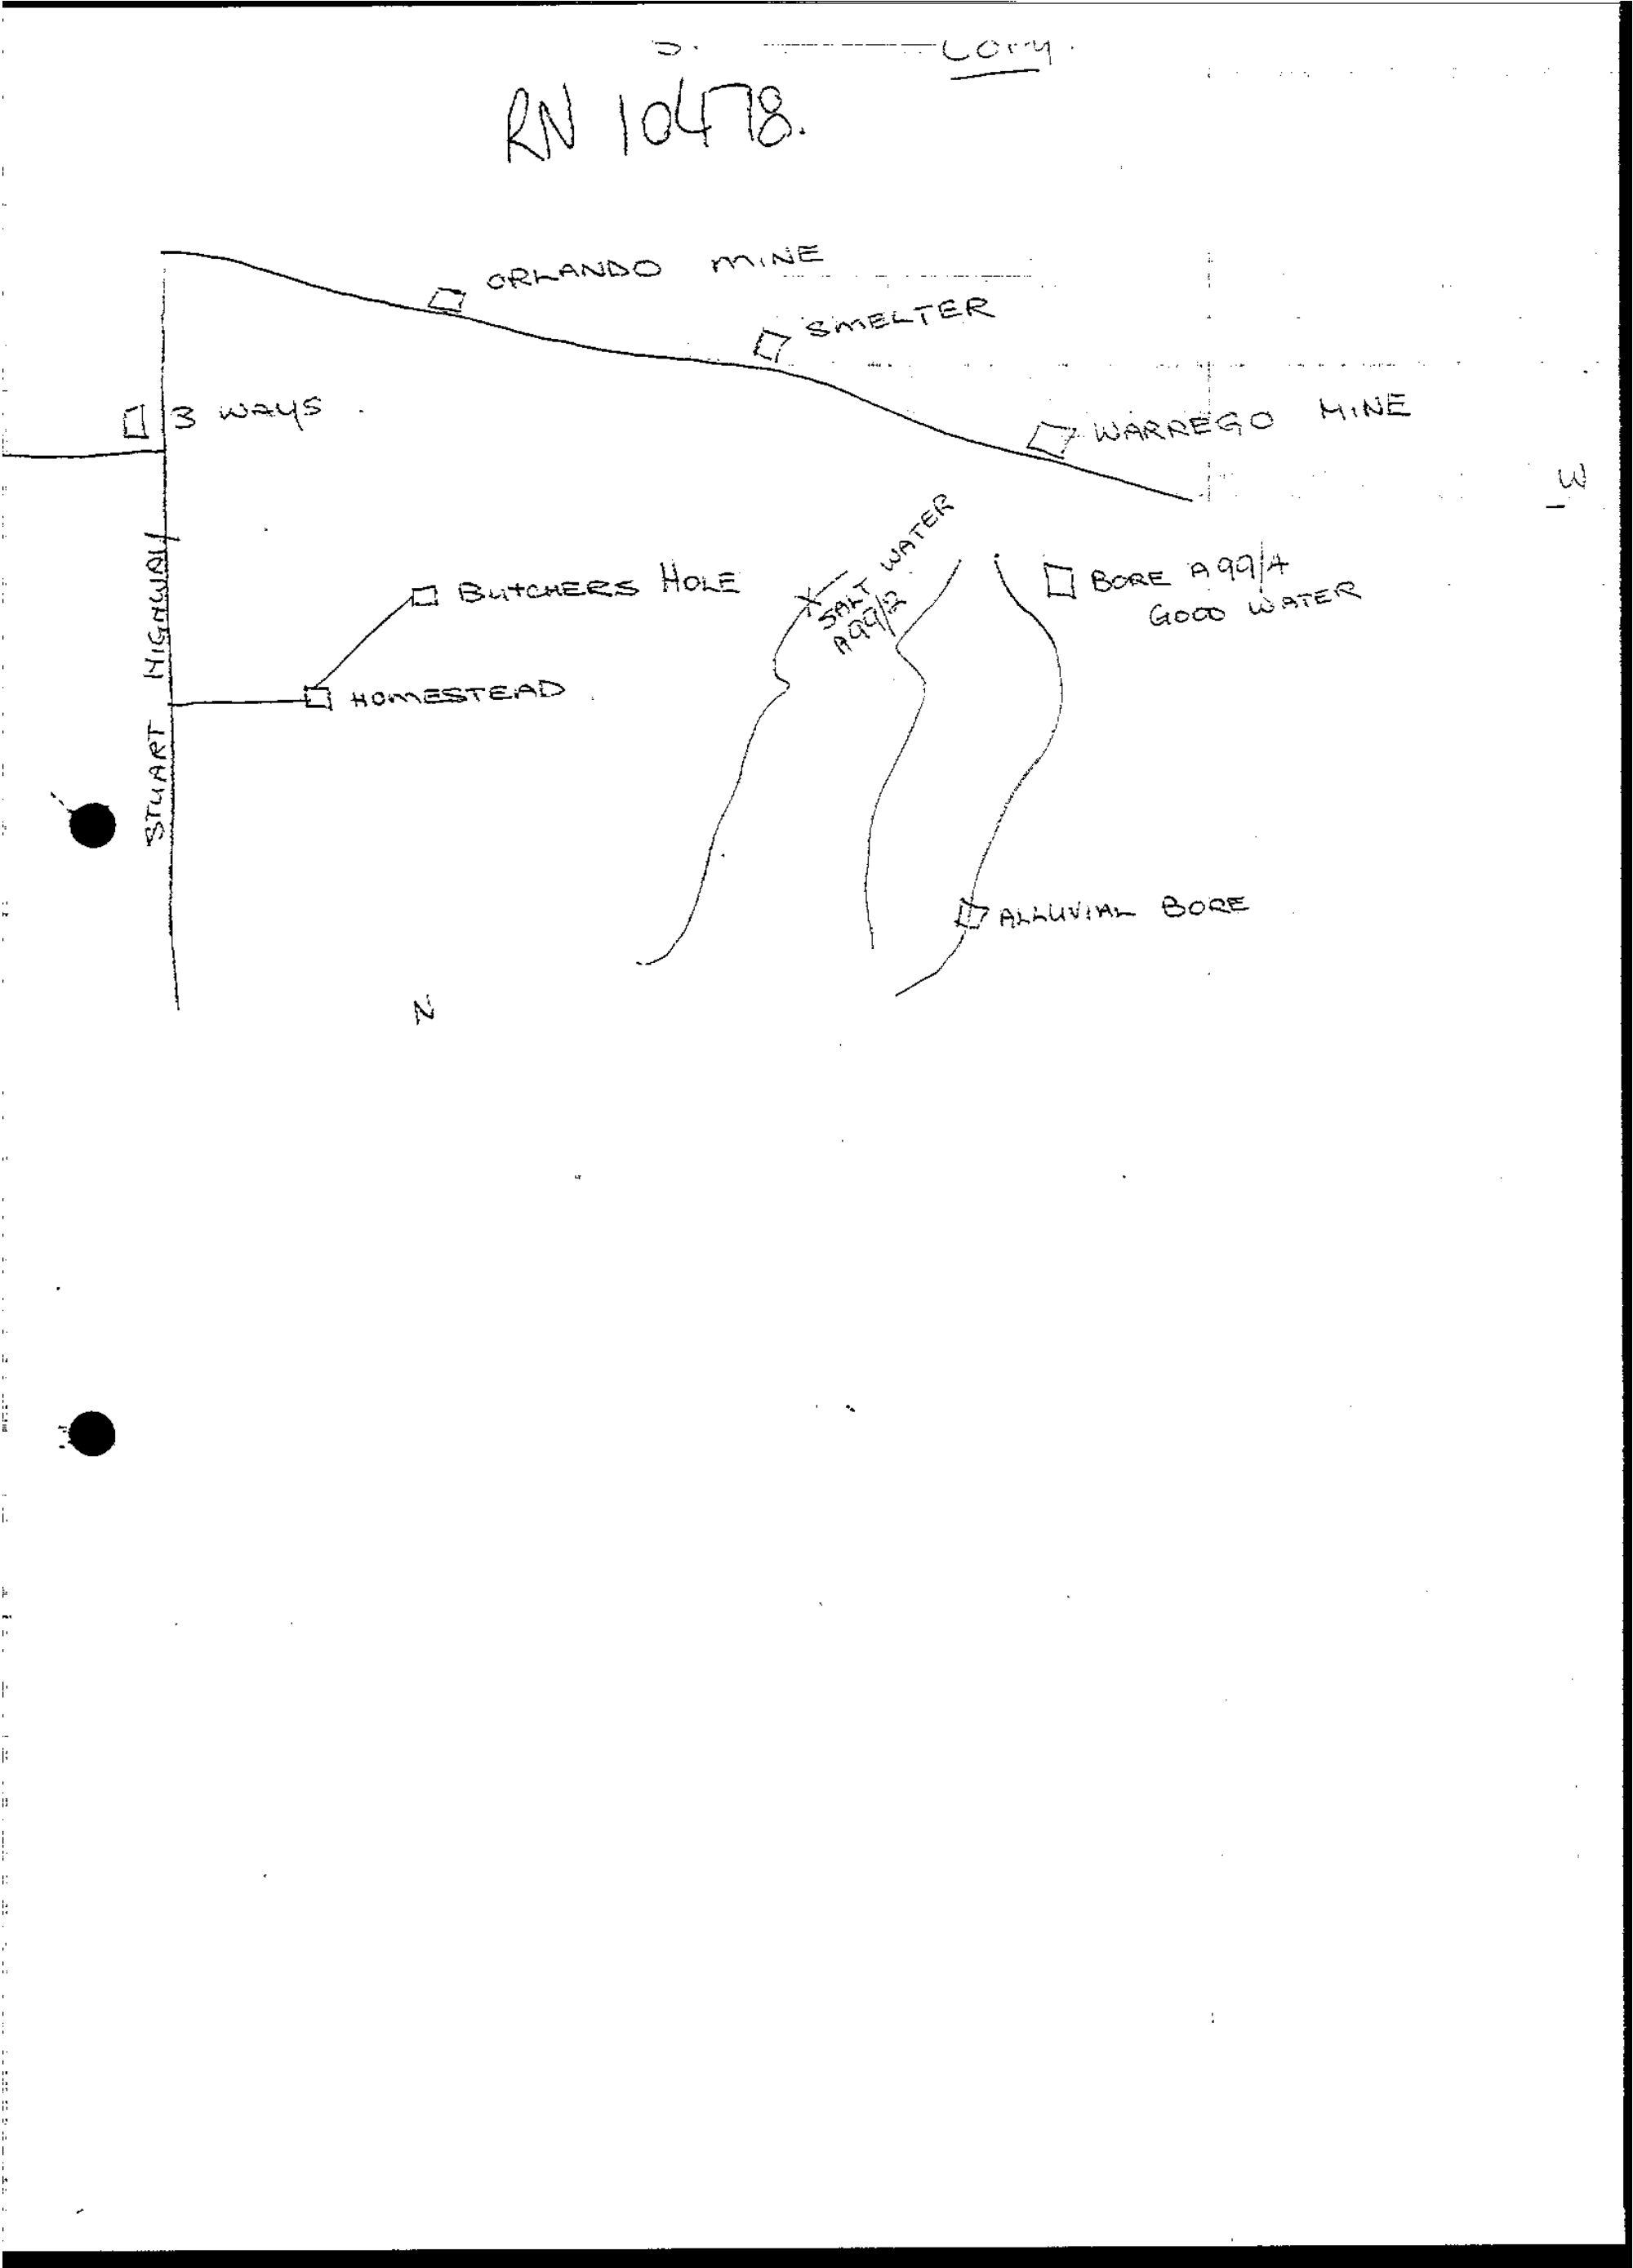 S.
COPY.
RN 10478.
ORLANDO MINE
SMELTER
3 WAYS
WARREGO MINE
W
SALT WATER
A99/2
BORE A99/4
GOOD WATER
BUTCHERS HOLE
HOMESTEAD
STUART HIGHWAY
ALLUVIAL BORE
N